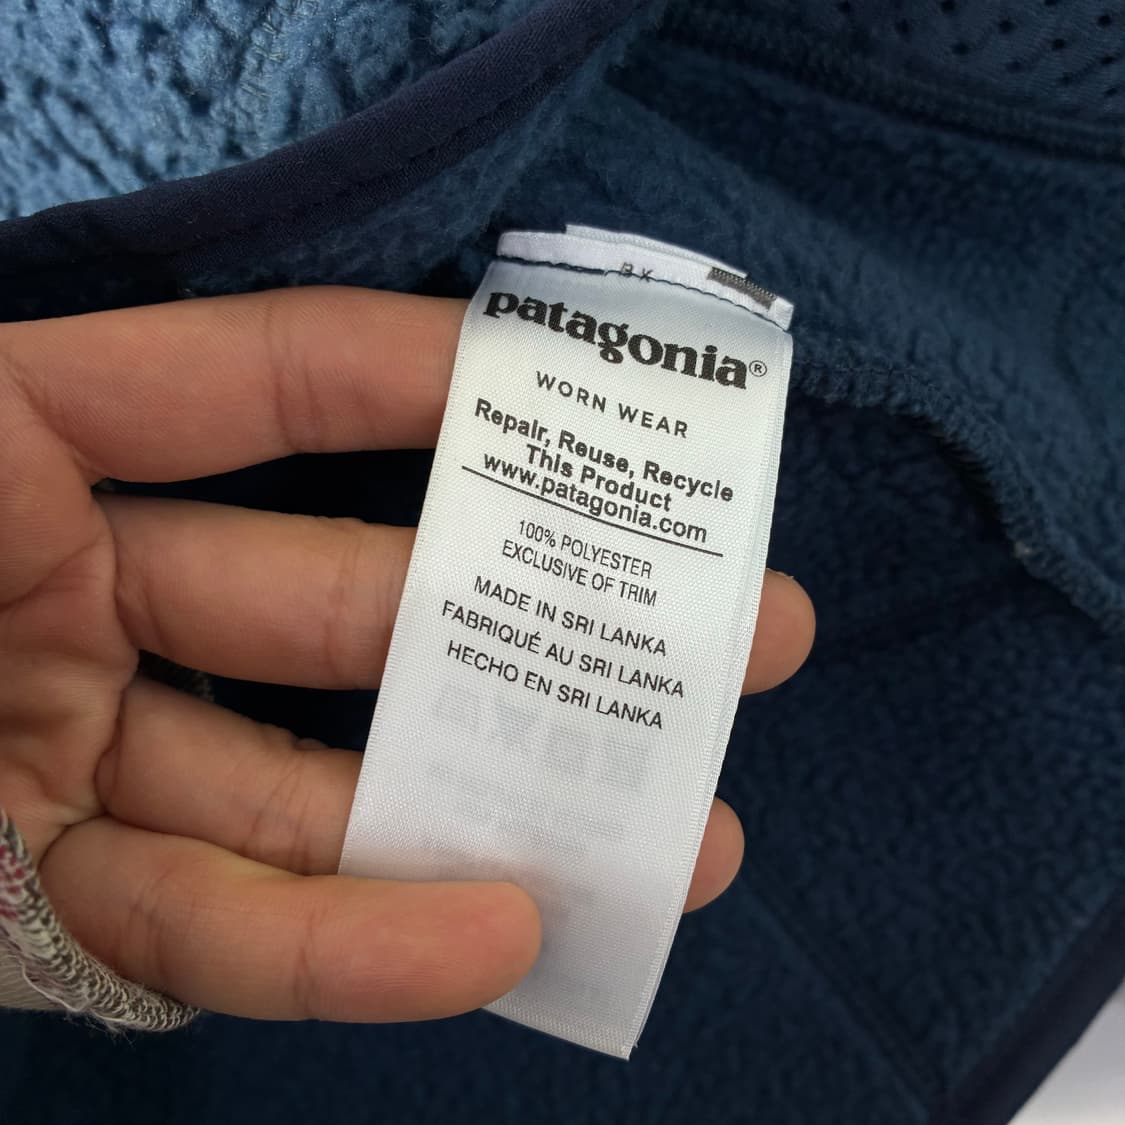 patagonia®
WORN WEAR
Repair, Reuse, Recycle
This Product
www.patagonia.com
100% POLYESTER
EXCLUSIVE OF TRIM
MADE IN SRI LANKA
FABRIQUÉ AU SRI LANKA
HECHO EN SRI LANKA